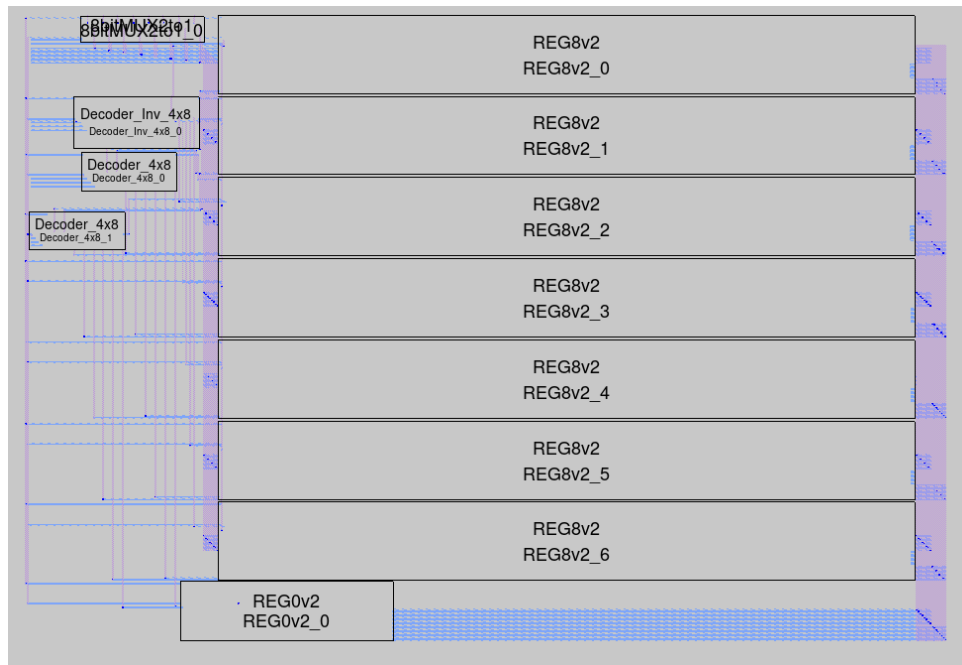 8bitMUX2to1
8bitMUX2to1_0
REG8v2
REG8v2_0
Decoder_Inv_4x8
Decoder_Inv_4x8_0
REG8v2
REG8v2_1
Decoder_4x8
Decoder_4x8_0
REG8v2
REG8v2_2
Decoder_4x8
Decoder_4x8_1
REG8v2
REG8v2_3
REG8v2
REG8v2_4
REG8v2
REG8v2_5
REG8v2
REG8v2_6
REG0v2
REG0v2_0